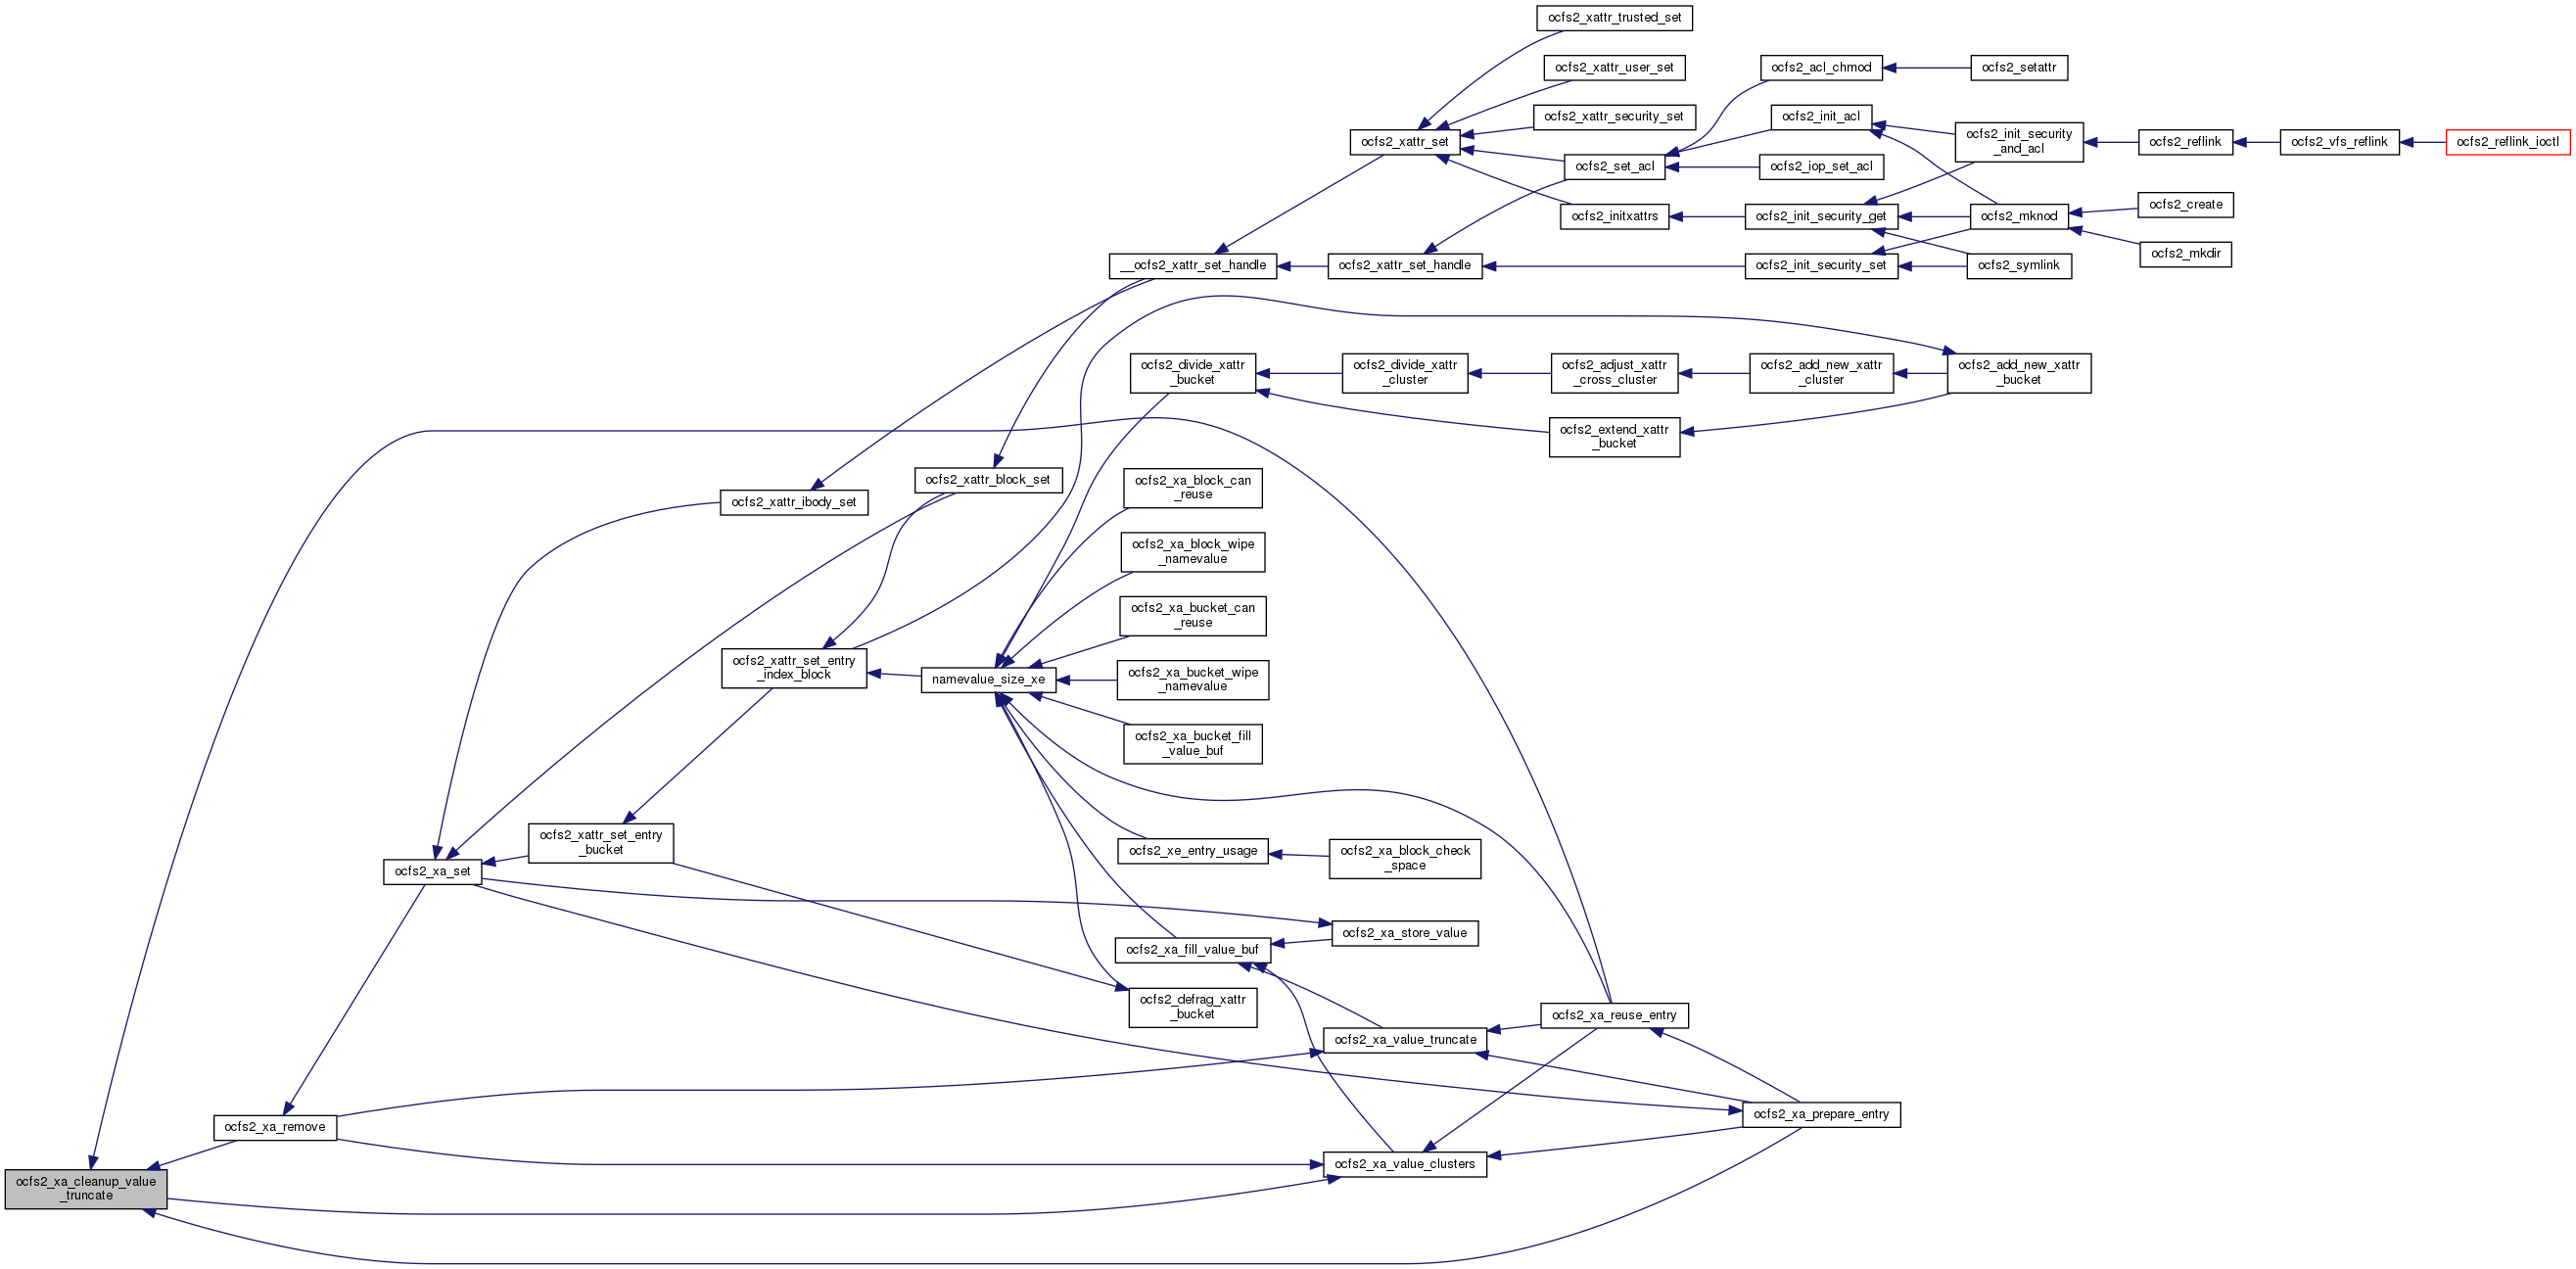 ocfs2_xattr_trusted_set
ocfs2_xattr_user_set
ocfs2_acl_chmod
ocfs2_setattr
ocfs2_xattr_security_set
ocfs2_init_acl
ocfs2_xattr_set
ocfs2_init_security
_and_acl
ocfs2_reflink
ocfs2_vfs_reflink
ocfs2_reflink_ioctl
ocfs2_set_acl
ocfs2_iop_set_acl
ocfs2_initxattrs
ocfs2_init_security_get
ocfs2_mknod
ocfs2_create
ocfs2_mkdir
__ocfs2_xattr_set_handle
ocfs2_xattr_set_handle
ocfs2_init_security_set
ocfs2_symlink
ocfs2_divide_xattr
_bucket
ocfs2_divide_xattr
_cluster
ocfs2_adjust_xattr
_cross_cluster
ocfs2_add_new_xattr
_cluster
ocfs2_add_new_xattr
_bucket
ocfs2_extend_xattr
_bucket
ocfs2_xattr_block_set
ocfs2_xattr_ibody_set
ocfs2_xa_block_can
_reuse
ocfs2_xa_block_wipe
_namevalue
ocfs2_xa_bucket_can
_reuse
ocfs2_xattr_set_entry
_index_block
namevalue_size_xe
ocfs2_xa_bucket_wipe
_namevalue
ocfs2_xa_bucket_fill
_value_buf
ocfs2_xattr_set_entry
_bucket
ocfs2_xe_entry_usage
ocfs2_xa_block_check
_space
ocfs2_xa_set
ocfs2_xa_store_value
ocfs2_xa_fill_value_buf
ocfs2_defrag_xattr
_bucket
ocfs2_xa_reuse_entry
ocfs2_xa_value_truncate
ocfs2_xa_prepare_entry
ocfs2_xa_remove
ocfs2_xa_value_clusters
ocfs2_xa_cleanup_value
_truncate